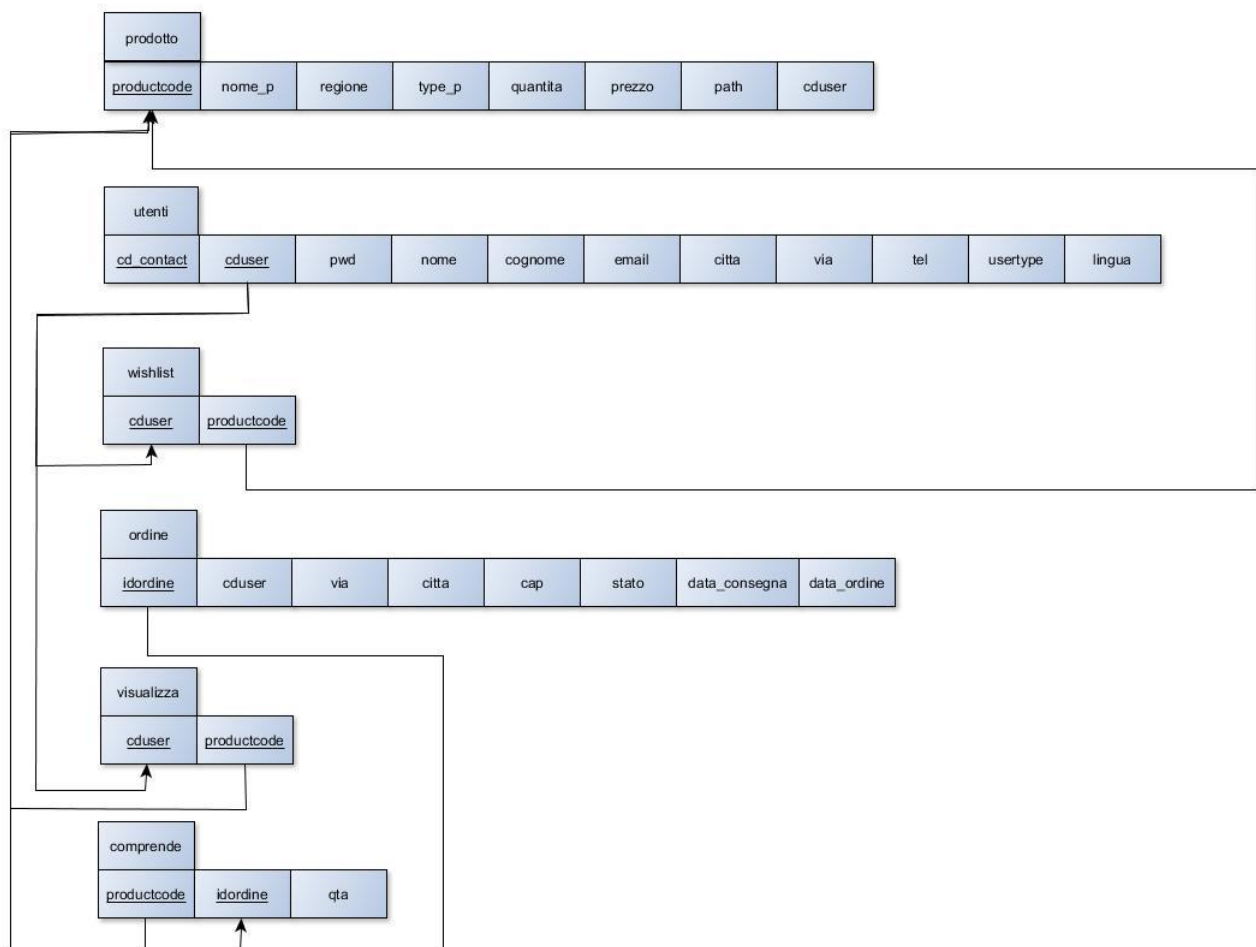 prodotto
productcode nome_p regione type_p quantita prezzo path cduser
utenti
cd_contact cduser pwd nome cognome email citta via tel usertype lingua
wishlist
cduser productcode
ordine
idordine cduser via citta cap stato data_consegna data_ordine
visualizza
cduser productcode
comprende
productcode idordine qta